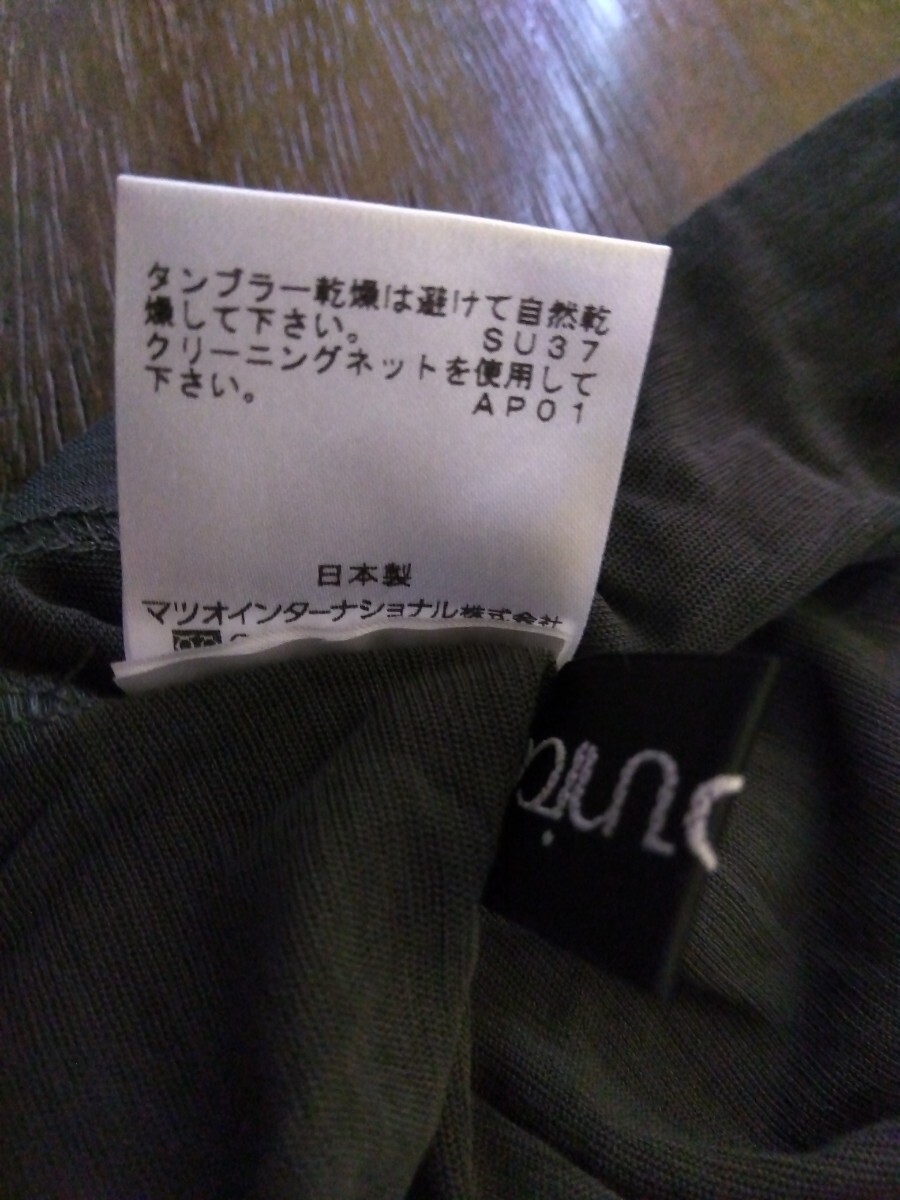 タンブラー乾燥は避けて自然乾
燥して下さい。 SU37
クリーニングネットを使用して
下さい。 AP01
日本製
マツオインターナショナル株式会社